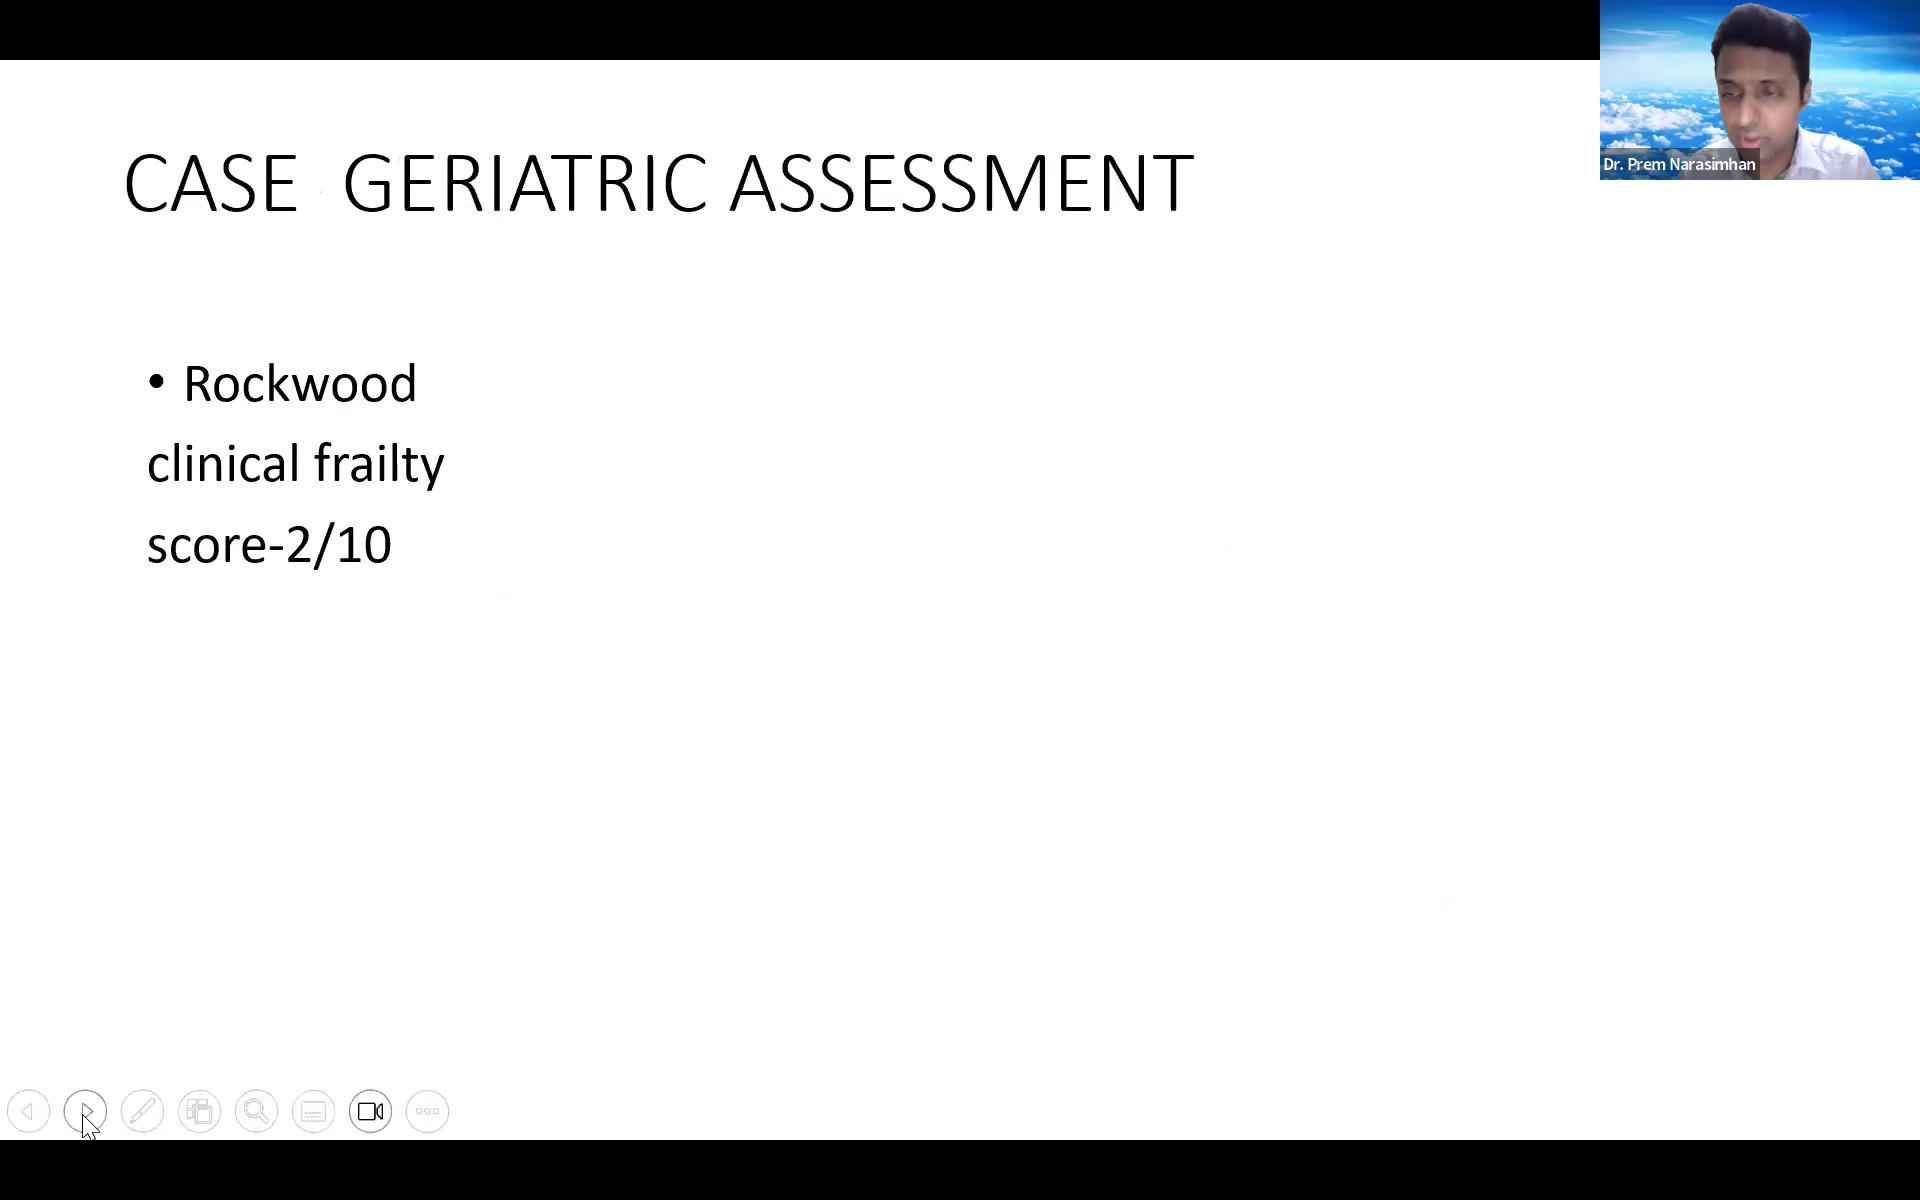 Dr. Prem Narasimhan
CASE  GERIATRIC ASSESSMENT
• Rockwood
clinical frailty
score-2/10